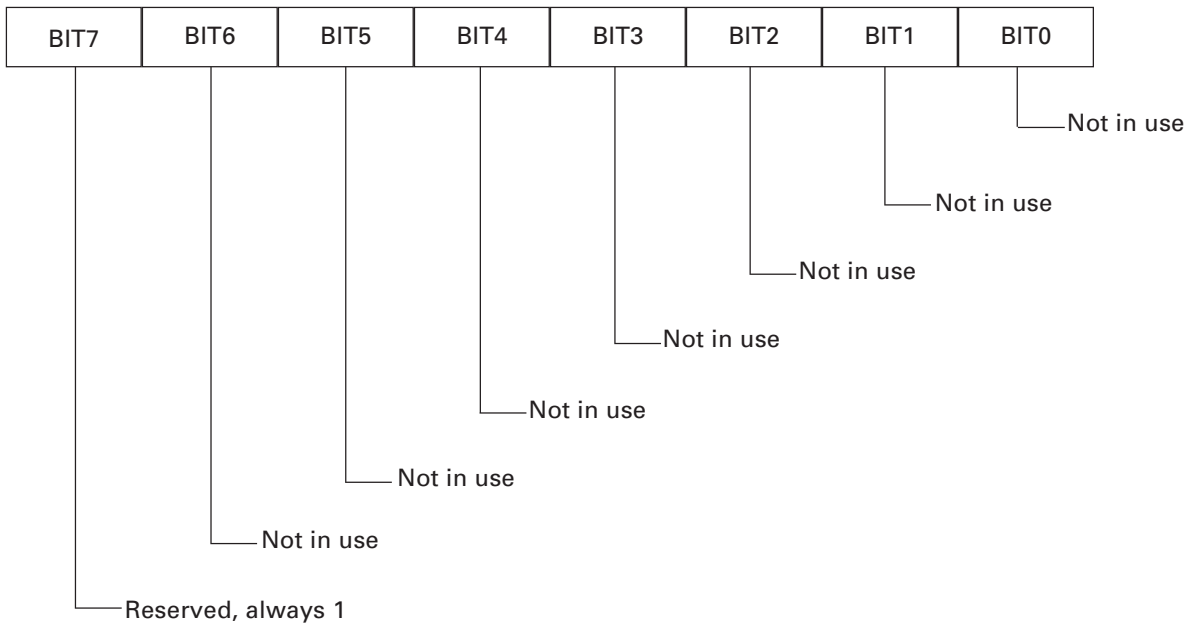 BIT7 BIT6 BIT5 BIT4 BIT3 BIT2 BIT1 BIT0
Not in use
Not in use
Not in use
Not in use
Not in use
Not in use
Not in use
Reserved, always 1